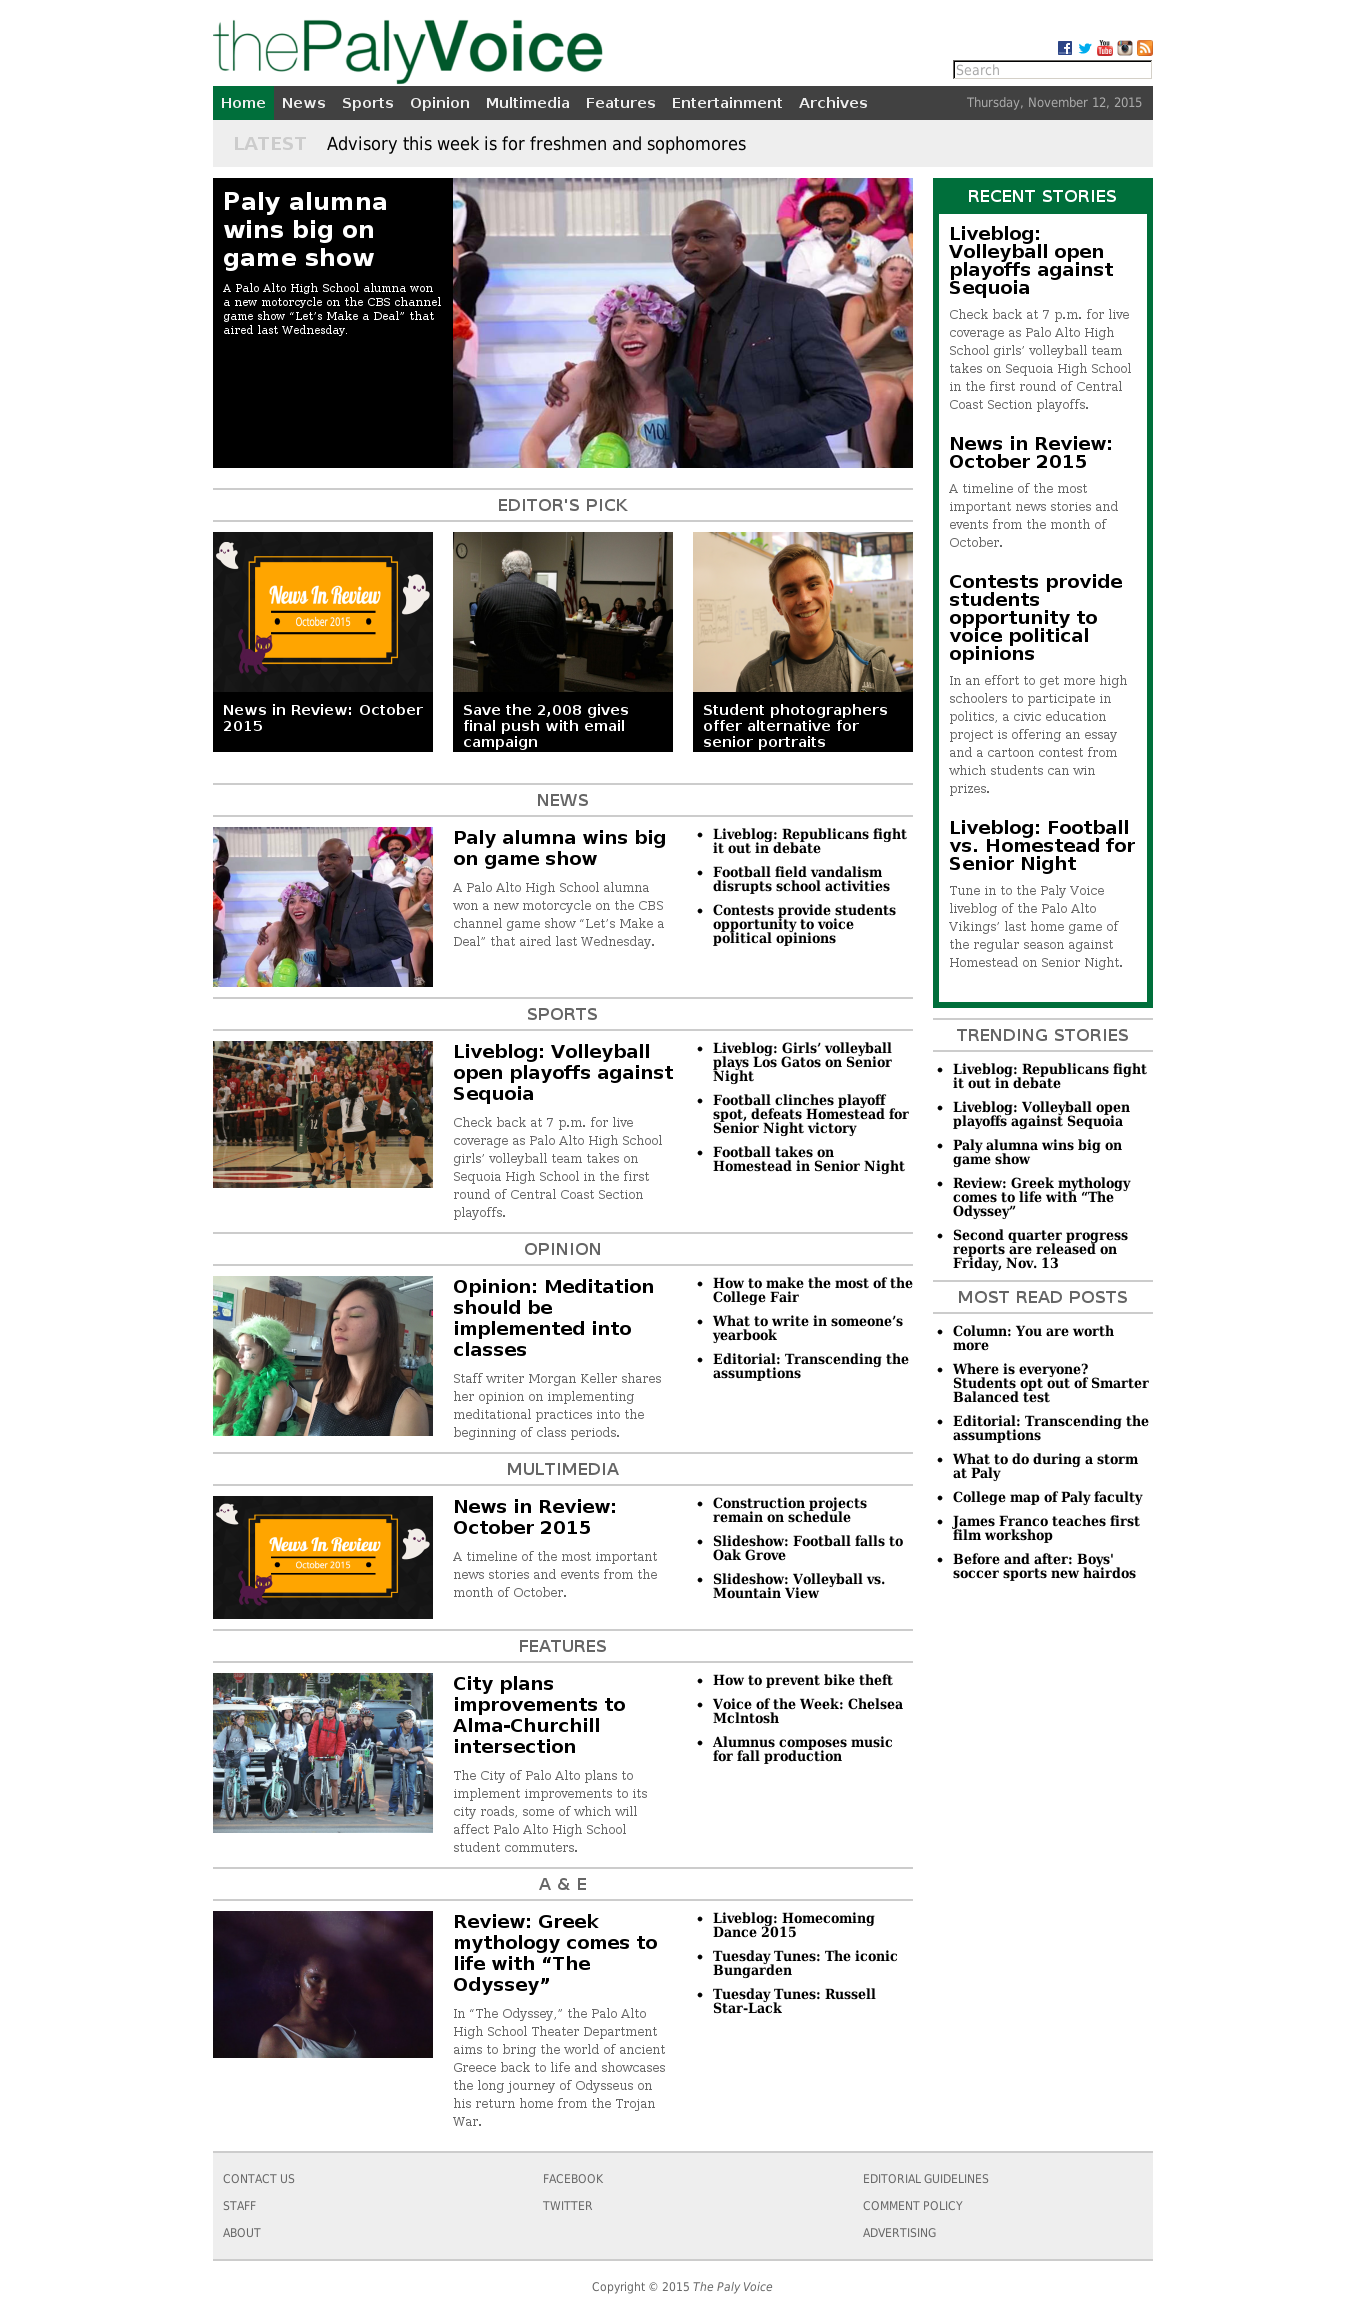 thePalyVoice
Search
Home News Sports Opinion Multimedia Features Entertainment Archives
Thursday, November 12, 2015
LATEST
Advisory this week is for freshmen and sophomores
Paly alumna
wins big on
game show
A Palo Alto High School alumna won
a new motorcycle on the CBS channel
game show “Let’s Make a Deal” that
aired last Wednesday.
MOL
EDITOR'S PICK
News In Review
October 2015
News in Review: October
2015
Save the 2,008 gives
final push with email
campaign
Student photographers
offer alternative for
senior portraits
NEWS
Paly alumna wins big
on game show
A Palo Alto High School alumna
won a new motorcycle on the CBS
channel game show “Let’s Make a
Deal” that aired last Wednesday.
Liveblog: Republicans fight
it out in debate
Football field vandalism
disrupts school activities
Contests provide students
opportunity to voice
political opinions
SPORTS
Liveblog: Volleyball
open playoffs against
Sequoia
Check back at 7 p.m. for live
coverage as Palo Alto High School
girls’ volleyball team takes on
Sequoia High School in the first
round of Central Coast Section
playoffs.
Liveblog: Girls’ volleyball
plays Los Gatos on Senior
Night
Football clinches playoff
spot, defeats Homestead for
Senior Night victory
Football takes on
Homestead in Senior Night
OPINION
Opinion: Meditation
should be
implemented into
classes
Staff writer Morgan Keller shares
her opinion on implementing
meditational practices into the
beginning of class periods.
How to make the most of the
College Fair
What to write in someone’s
yearbook
Editorial: Transcending the
assumptions
MULTIMEDIA
News In Review
October 2015
News in Review:
October 2015
A timeline of the most important
news stories and events from the
month of October.
Construction projects
remain on schedule
Slideshow: Football falls to
Oak Grove
Slideshow: Volleyball vs.
Mountain View
FEATURES
City plans
improvements to
Alma-Churchill
intersection
The City of Palo Alto plans to
implement improvements to its
city roads, some of which will
affect Palo Alto High School
student commuters.
How to prevent bike theft
Voice of the Week: Chelsea
McIntosh
Alumnus composes music
for fall production
A & E
Review: Greek
mythology comes to
life with “The
Odyssey”
In “The Odyssey,” the Palo Alto
High School Theater Department
aims to bring the world of ancient
Greece back to life and showcases
the long journey of Odysseus on
his return home from the Trojan
War.
Liveblog: Homecoming
Dance 2015
Tuesday Tunes: The iconic
Bungarden
Tuesday Tunes: Russell
Star-Lack
RECENT STORIES
Liveblog:
Volleyball open
playoffs against
Sequoia
Check back at 7 p.m. for live
coverage as Palo Alto High
School girls’ volleyball team
takes on Sequoia High School
in the first round of Central
Coast Section playoffs.
News in Review:
October 2015
A timeline of the most
important news stories and
events from the month of
October.
Contests provide
students
opportunity to
voice political
opinions
In an effort to get more high
schoolers to participate in
politics, a civic education
project is offering an essay
and a cartoon contest from
which students can win
prizes.
Liveblog: Football
vs. Homestead for
Senior Night
Tune in to the Paly Voice
liveblog of the Palo Alto
Vikings’ last home game of
the regular season against
Homestead on Senior Night.
TRENDING STORIES
Liveblog: Republicans fight
it out in debate
Liveblog: Volleyball open
playoffs against Sequoia
Paly alumna wins big on
game show
Review: Greek mythology
comes to life with “The
Odyssey”
Second quarter progress
reports are released on
Friday, Nov. 13
MOST READ POSTS
Column: You are worth
more
Where is everyone?
Students opt out of Smarter
Balanced test
Editorial: Transcending the
assumptions
What to do during a storm
at Paly
College map of Paly faculty
James Franco teaches first
film workshop
Before and after: Boys'
soccer sports new hairdos
CONTACT US
STAFF
ABOUT
FACEBOOK
TWITTER
EDITORIAL GUIDELINES
COMMENT POLICY
ADVERTISING
Copyright © 2015 The Paly Voice